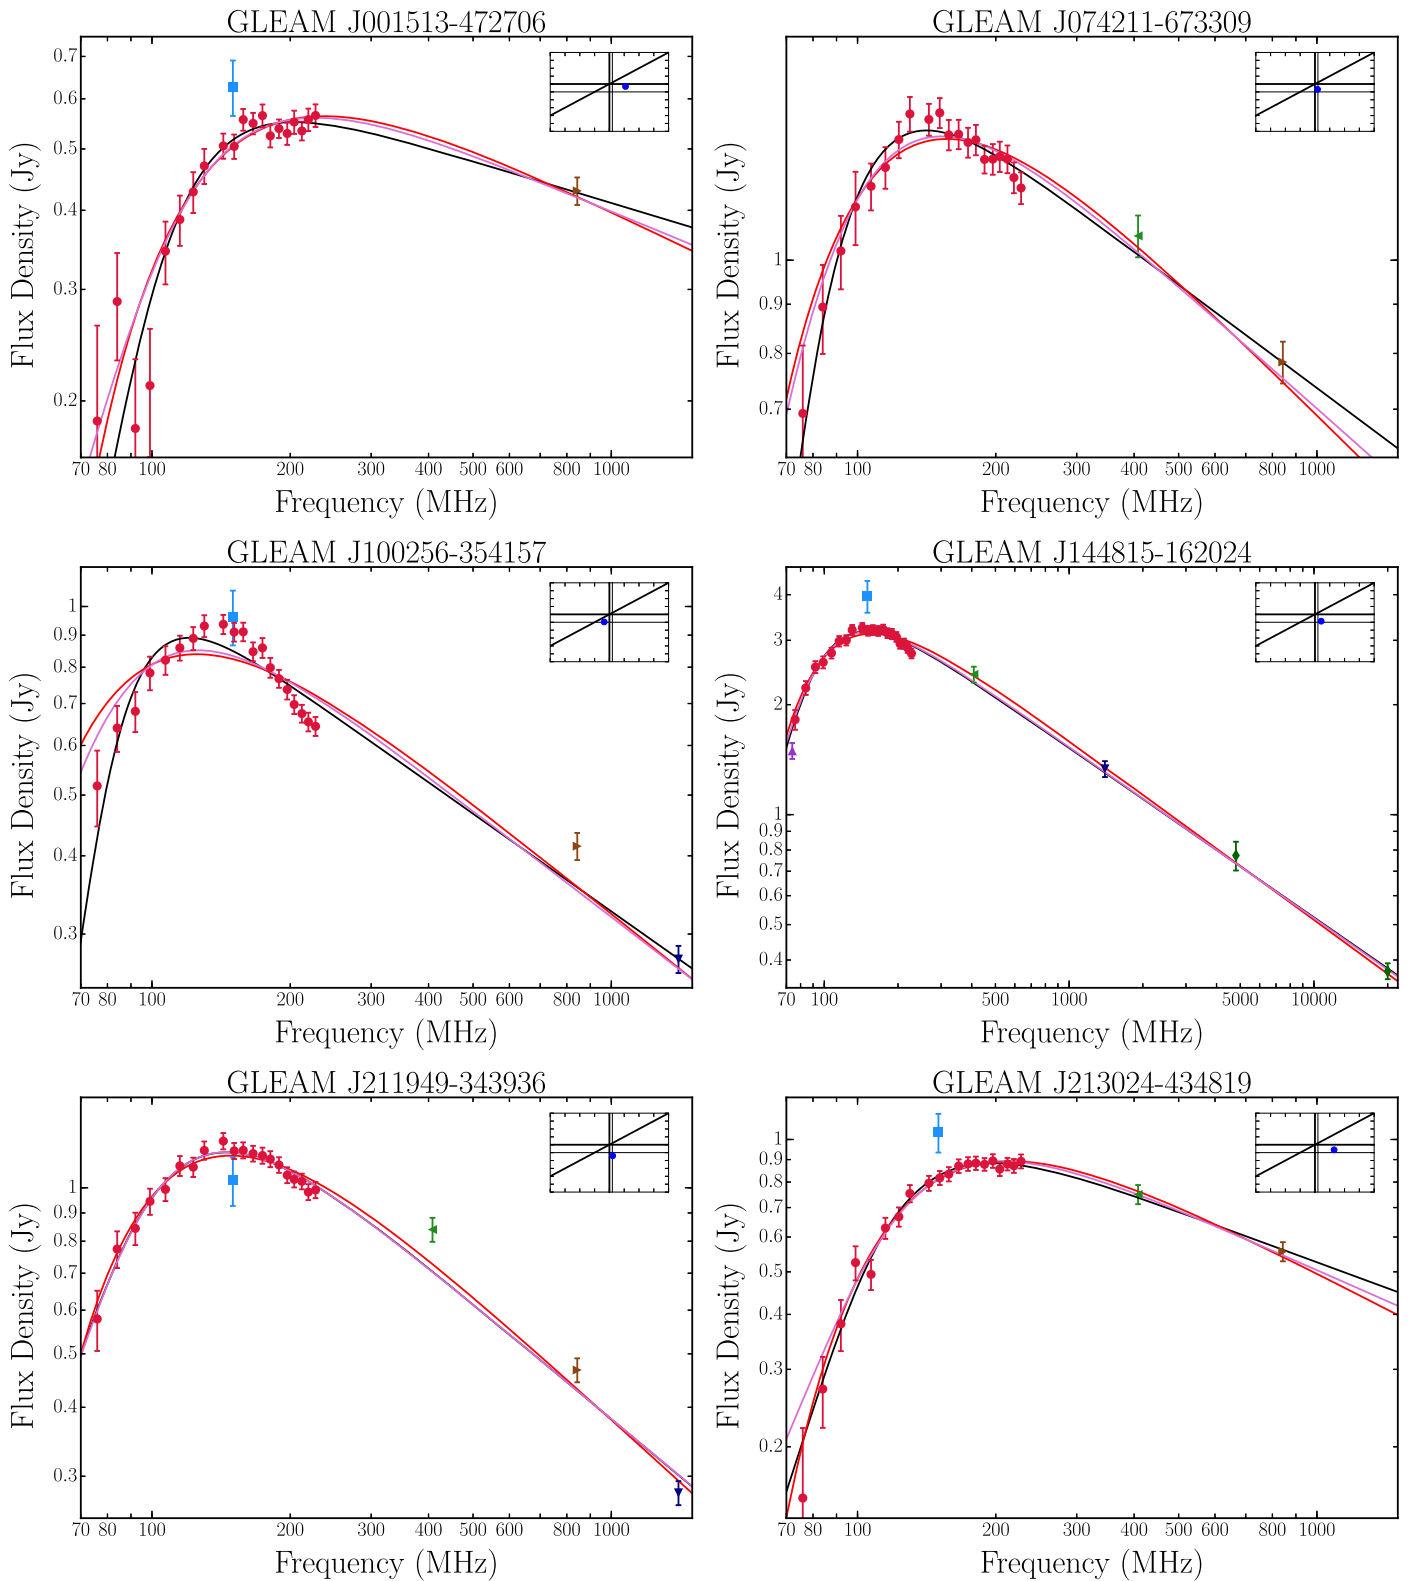 GLEAM J001513-472706
Flux Density (Jy)
0.7
0.6
0.5
0.4
0.3
0.2
70 80 100 200 300 400 500 600 800 1000
Frequency (MHz)
GLEAM J074211-673309
Flux Density (Jy)
1
0.9
0.8
0.7
70 80 100 200 300 400 500 600 800 1000
Frequency (MHz)
GLEAM J100256-354157
Flux Density (Jy)
1
0.9
0.8
0.7
0.6
0.5
0.4
0.3
70 80 100 200 300 400 500 600 800 1000
Frequency (MHz)
GLEAM J144815-162024
Flux Density (Jy)
4
3
2
1
0.9
0.8
0.7
0.6
0.5
0.4
70 100 500 1000 5000 10000
Frequency (MHz)
GLEAM J211949-343936
Flux Density (Jy)
1
0.9
0.8
0.7
0.6
0.5
0.4
0.3
70 80 100 200 300 400 500 600 800 1000
Frequency (MHz)
GLEAM J213024-434819
Flux Density (Jy)
1
0.9
0.8
0.7
0.6
0.5
0.4
0.3
0.2
70 80 100 200 300 400 500 600 800 1000
Frequency (MHz)